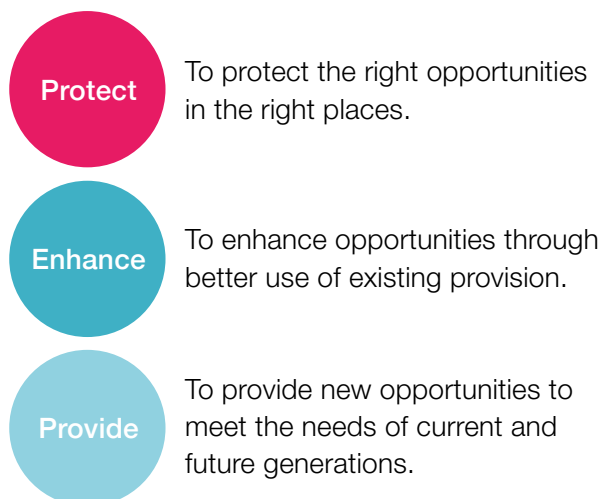 Protect
To protect the right opportunities
in the right places.
Enhance
To enhance opportunities through
better use of existing provision.
Provide
To provide new opportunities to
meet the needs of current and
future generations.